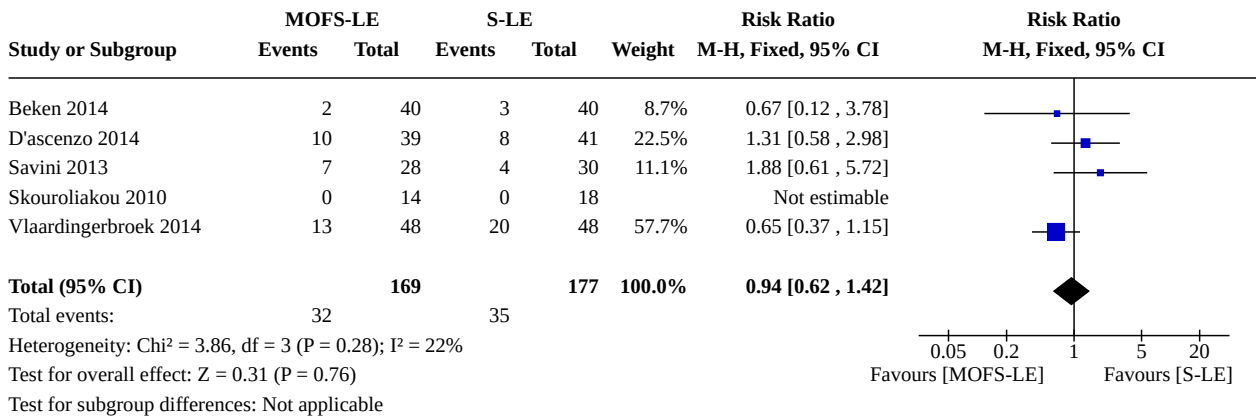 MOFS-LE S-LE Risk Ratio Risk Ratio
Study or Subgroup Events Total Events Total Weight M-H, Fixed, 95% CI M-H, Fixed, 95% CI
Beken 2014 2 40 3 40 8.7% 0.67 [0.12 , 3.78]
D'ascenzo 2014 10 39 8 41 22.5% 1.31 [0.58 , 2.98]
Savini 2013 7 28 4 30 11.1% 1.88 [0.61 , 5.72]
Skouroliakou 2010 0 14 0 18 Not estimable
Vlaardingerbroek 2014 13 48 20 48 57.7% 0.65 [0.37 , 1.15]
Total (95% CI) 169 177 100.0% 0.94 [0.62 , 1.42]
Total events: 32 35
Heterogeneity: Chi² = 3.86, df = 3 (P = 0.28); I² = 22%
0.05 0.2 1 5 20
Test for overall effect: Z = 0.31 (P = 0.76)
Favours [MOFS-LE] Favours [S-LE]
Test for subgroup differences: Not applicable